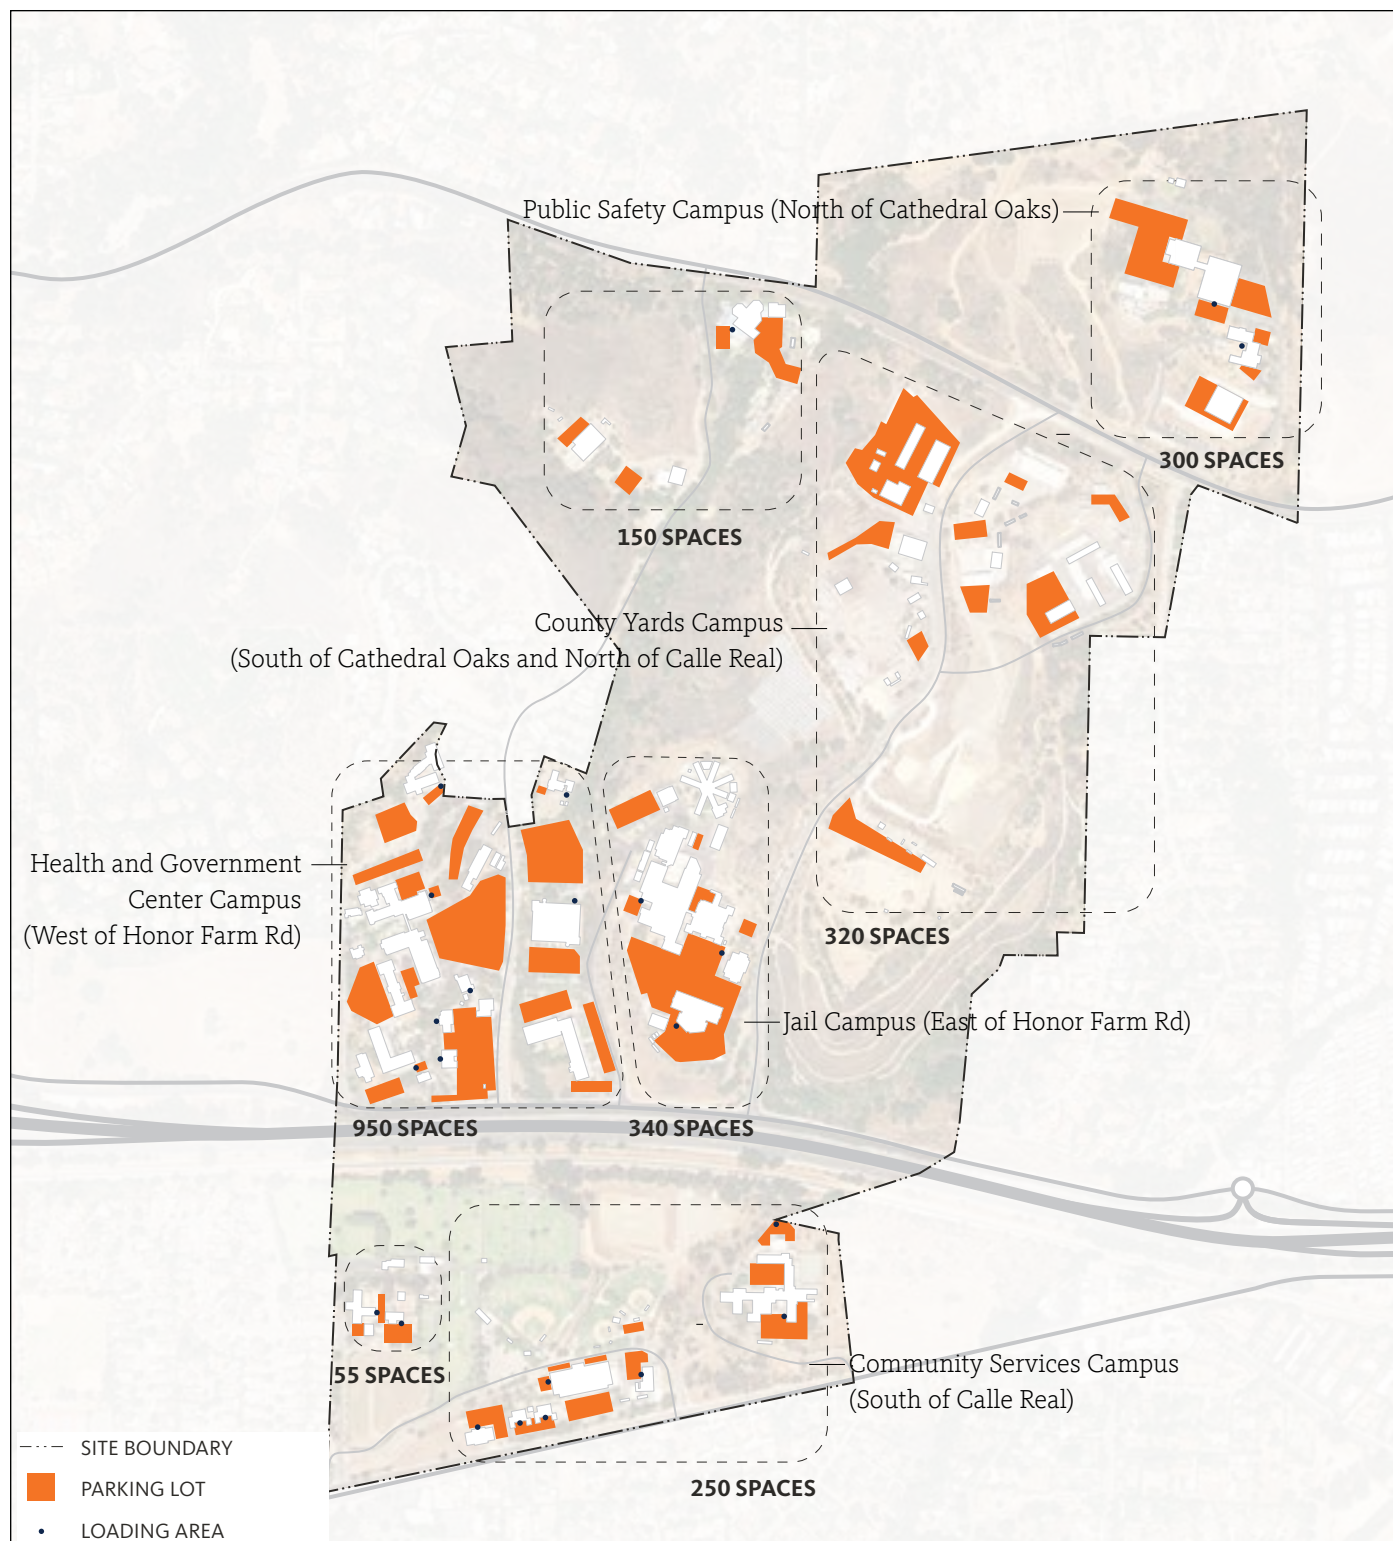 Public Safety Campus (North of Cathedral Oaks)
300 SPACES
150 SPACES
County Yards Campus
(South of Cathedral Oaks and North of Calle Real)
Health and Government
Center Campus
(West of Honor Farm Rd)
320 SPACES
Jail Campus (East of Honor Farm Rd)
950 SPACES
340 SPACES
55 SPACES
Community Services Campus
(South of Calle Real)
250 SPACES
SITE BOUNDARY
PARKING LOT
LOADING AREA